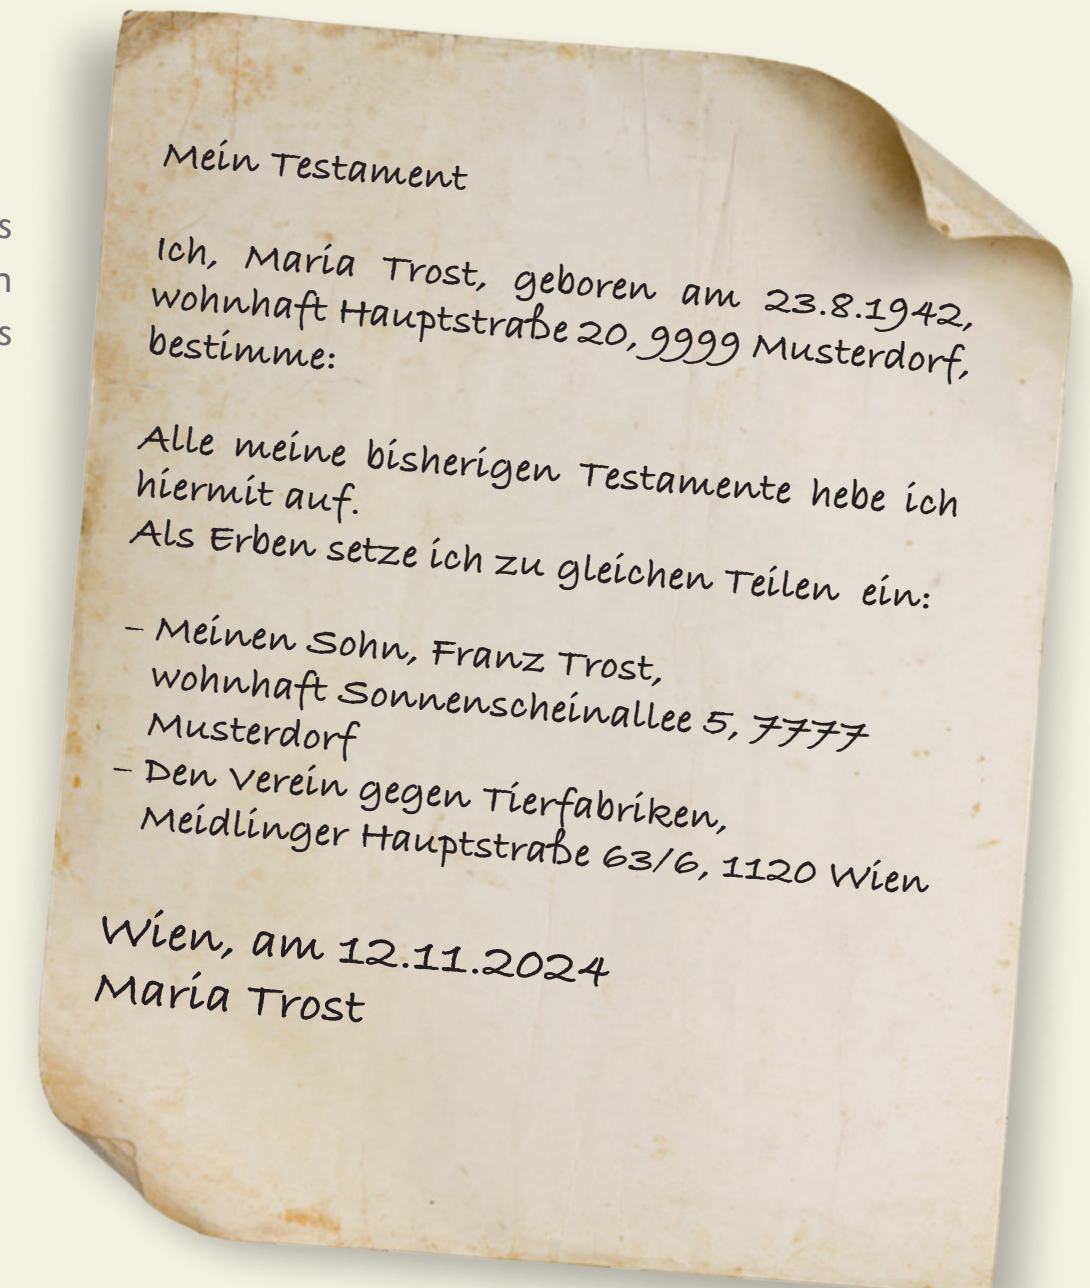 s
n
s
Mein Testament
Ich, Maria Trost, geboren am 23.8.1942,
wohnhaft Hauptstraße 20, 9999 Musterdorf,
bestimme:
Alle meine bisherigen Testamente hebe ich
hiermit auf.
Als Erben setze ich zu gleichen Teilen ein:
– Meinen Sohn, Franz Trost,
wohnhaft Sonnenscheinallee 5, 7777
Musterdorf
– Den Verein gegen Tierfabriken,
Meidlinger Hauptstraße 63/6, 1120 Wien
Wien, am 12.11.2024
Maria Trost